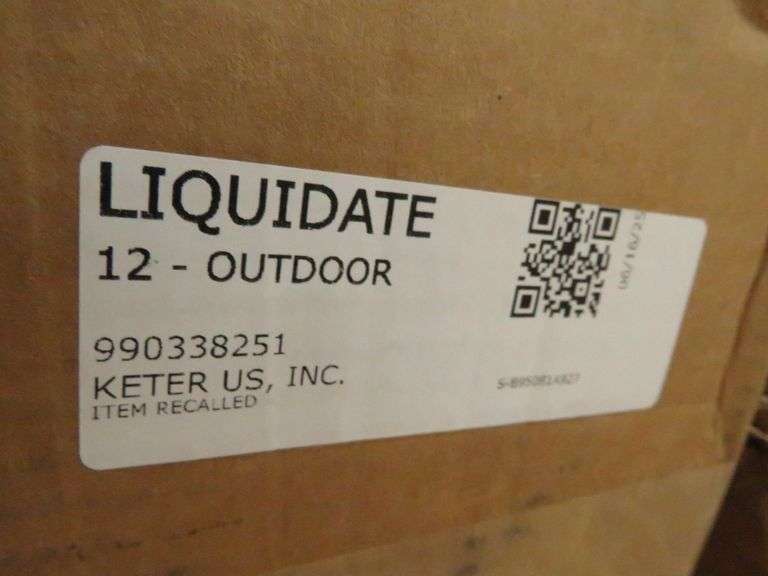 LIQUIDATE
12 - OUTDOOR
990338251
KETER US, INC.
ITEM RECALLED